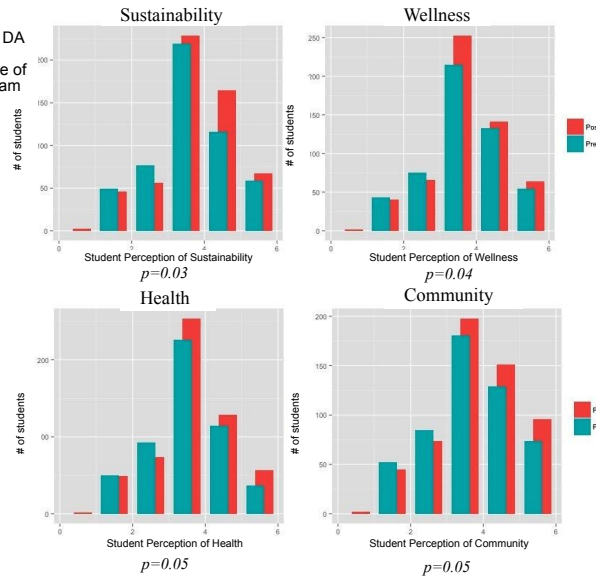 Sustainability
Wellness
DA
e of
am
# of students
200
150
100
50
0
0
2
4
6
Student Perception of Sustainability
p=0.03
# of students
250
200
150
100
50
0
0
2
4
6
Student Perception of Wellness
p=0.04
Pos
Pre
Health
Community
# of students
200
00
0
0
2
4
6
Student Perception of Health
p=0.05
# of students
200
150
100
50
0
0
2
4
6
Student Perception of Community
p=0.05
P
P